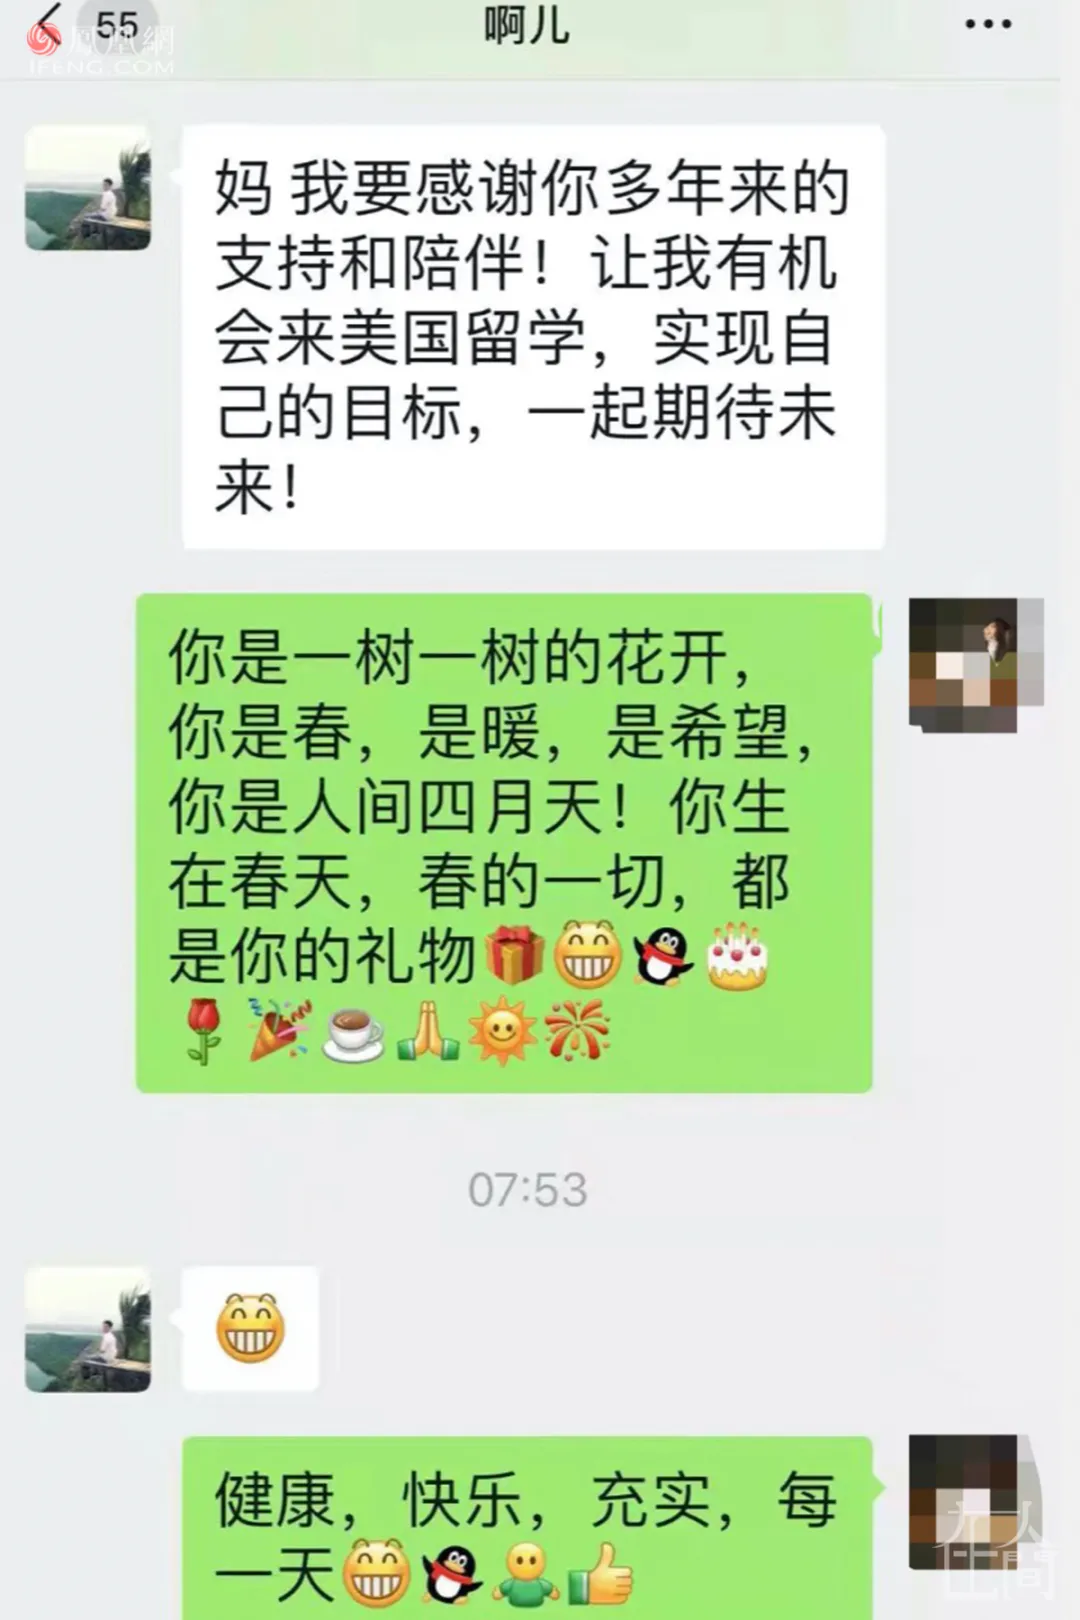 55
啊儿
鳳凰網
IFENG.COM
妈 我要感谢你多年来的
支持和陪伴！让我有机
会来美国留学，实现自
己的目标，一起期待未
来！
你是一树一树的花开，
你是春，是暖，是希望，
你是人间四月天！你生
在春天，春的一切，都
是你的礼物
07:53
健康，快乐，充实，每
一天
在人間